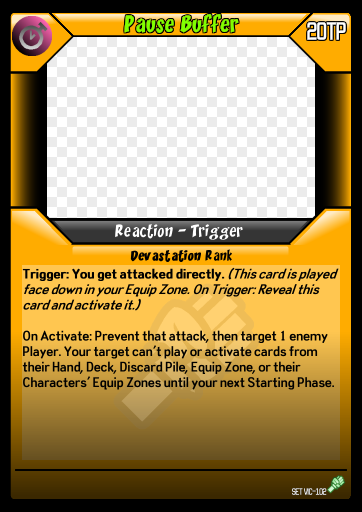 Pause Buffer
20TP
Reaction - Trigger
Devastation Rank
Trigger: You get attacked directly. (This card is played
face down in your Equip Zone. On Trigger: Reveal this
card and activate it.)
On Activate: Prevent that attack, then target 1 enemy
Player. Your target can't play or activate cards from
their Hand, Deck, Discard Pile, Equip Zone, or their
Characters' Equip Zones until your next Starting Phase.
SET VIC-102